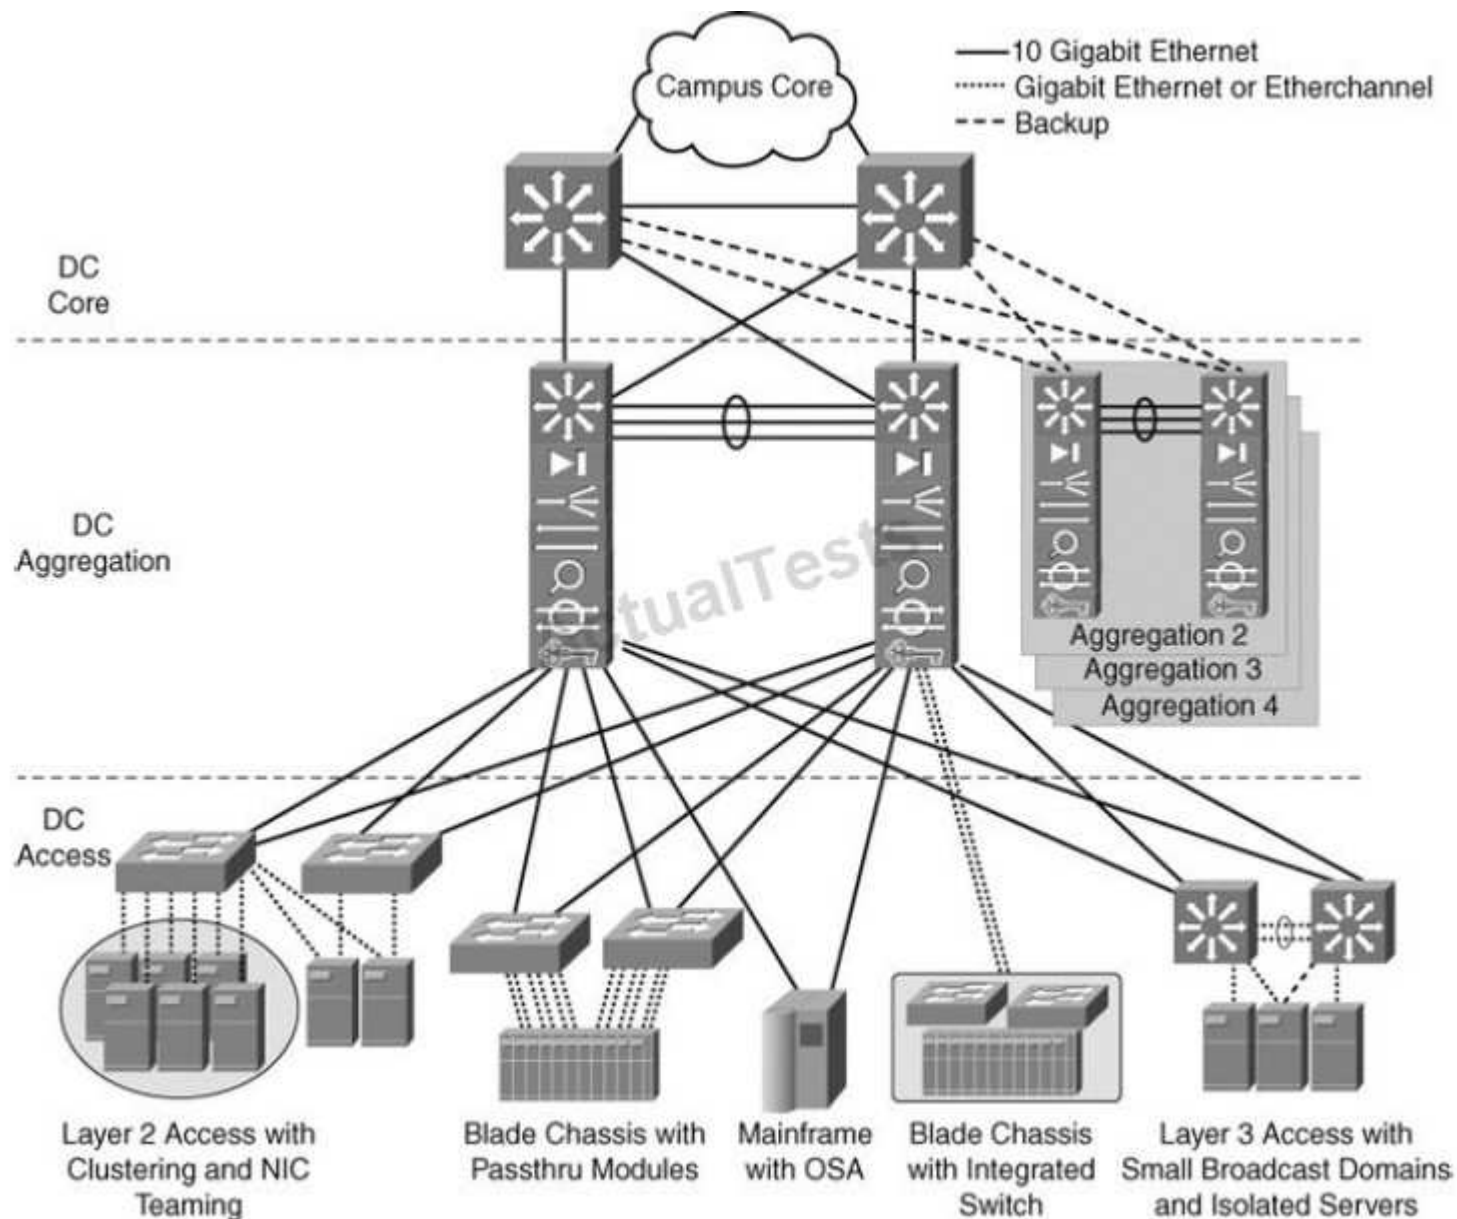 Campus Core
10 Gigabit Ethernet
Gigabit Ethernet or Etherchannel
Backup
DC
Core
DC
Aggregation
Aggregation 2
Aggregation 3
Aggregation 4
DC
Access
Layer 2 Access with
Clustering and NIC
Teaming
Blade Chassis with
Passthru Modules
Mainframe
with OSA
Blade Chassis
with Integrated
Switch
Layer 3 Access with
Small Broadcast Domains
and Isolated Servers